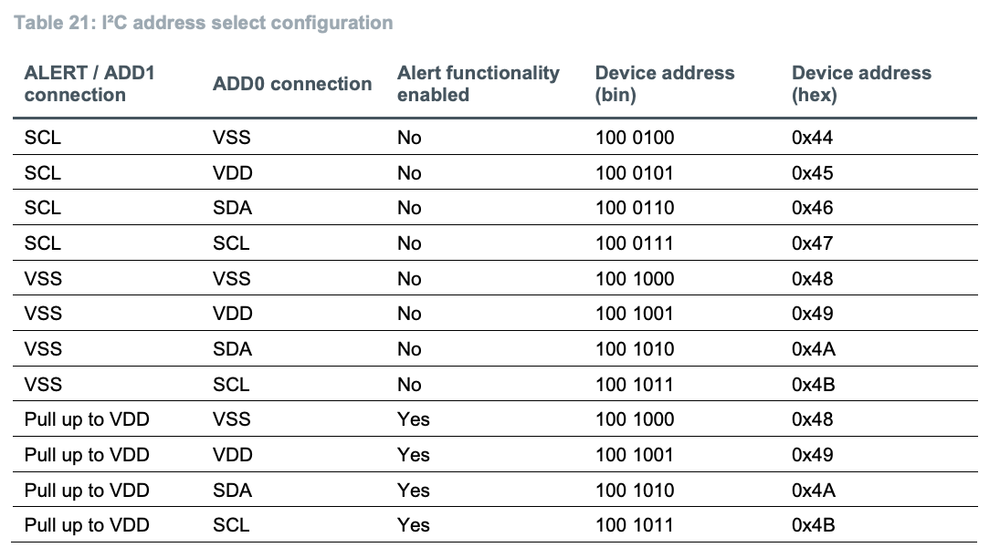 Table 21: I²C address select configuration
ALERT / ADD1 connection ADD0 connection Alert functionality enabled Device address (bin) Device address (hex)
SCL VSS No 100 0100 0x44
SCL VDD No 100 0101 0x45
SCL SDA No 100 0110 0x46
SCL SCL No 100 0111 0x47
VSS VSS No 100 1000 0x48
VSS VDD No 100 1001 0x49
VSS SDA No 100 1010 0x4A
VSS SCL No 100 1011 0x4B
Pull up to VDD VSS Yes 100 1000 0x48
Pull up to VDD VDD Yes 100 1001 0x49
Pull up to VDD SDA Yes 100 1010 0x4A
Pull up to VDD SCL Yes 100 1011 0x4B